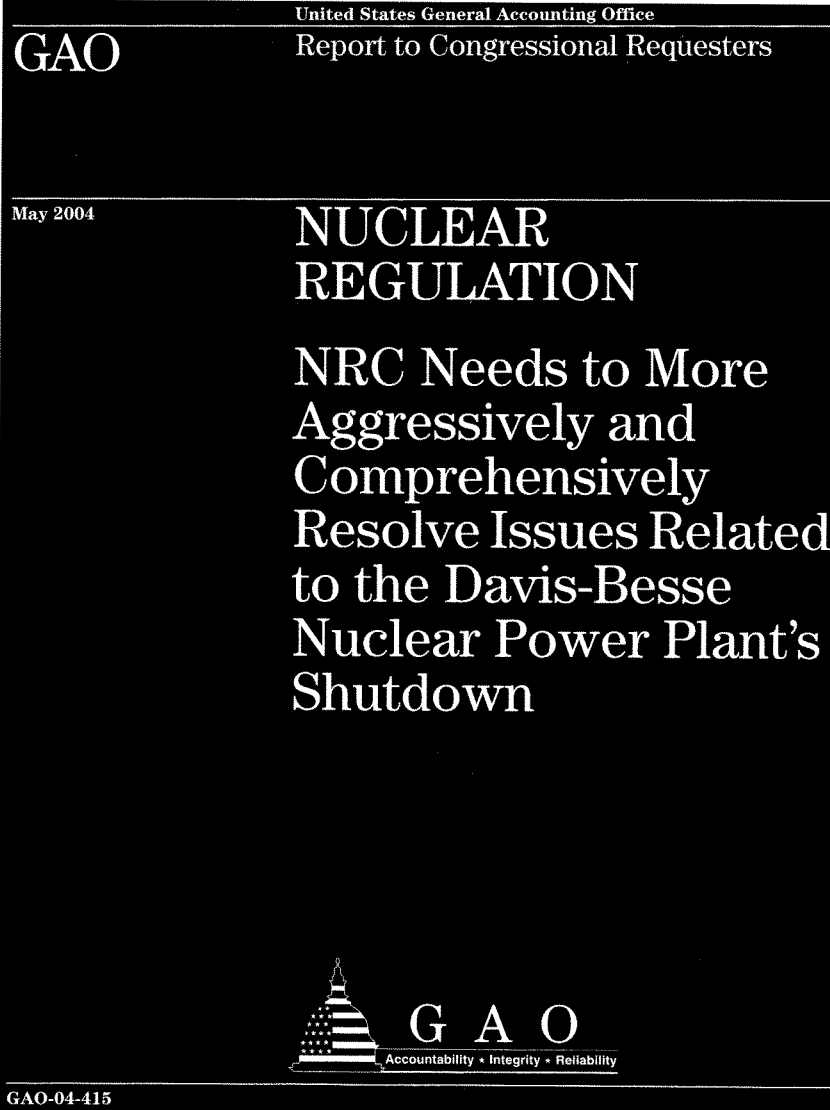 United States General Accounting Office
GAO
Report to Congressional Requesters
May 2004
NUCLEAR
REGULATION
NRC Needs to More
Aggressively and
Comprehensively
Resolve Issues Related
to the Davis-Besse
Nuclear Power Plant's
Shutdown
G A O
Accountability * Integrity * Reliability
GAO-04-415